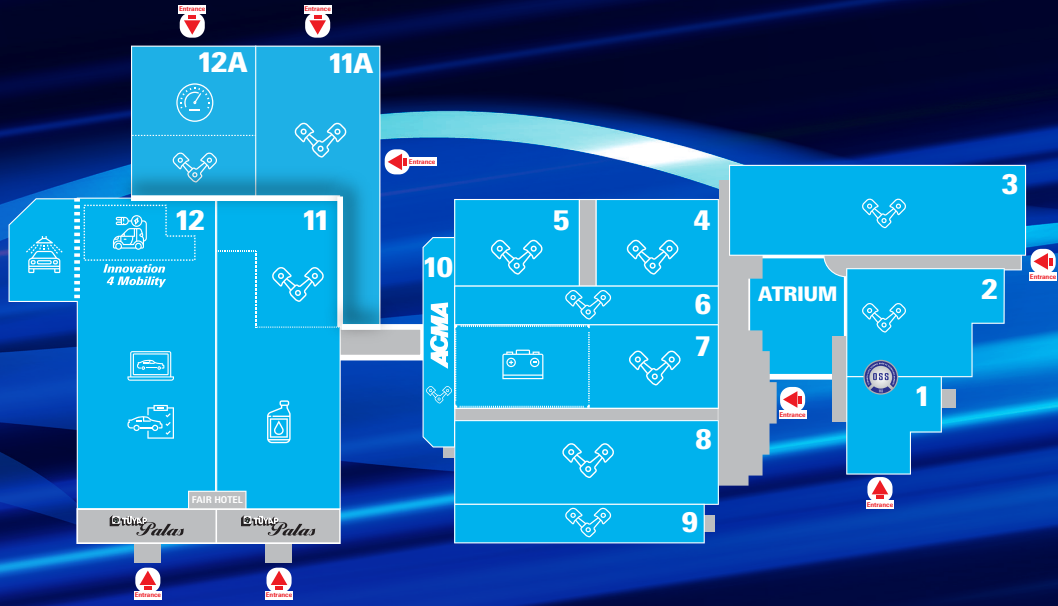 Entrance
Entrance
12A
11A
Entrance
3
12
11
5
4
Innovation
4 Mobility
10
ACMA
6
ATRIUM
2
Entrance
7
OSS
1
Entrance
8
FAIR HOTEL
TÜYAP
Palas
TÜYAP
Palas
9
Entrance
Entrance
Entrance